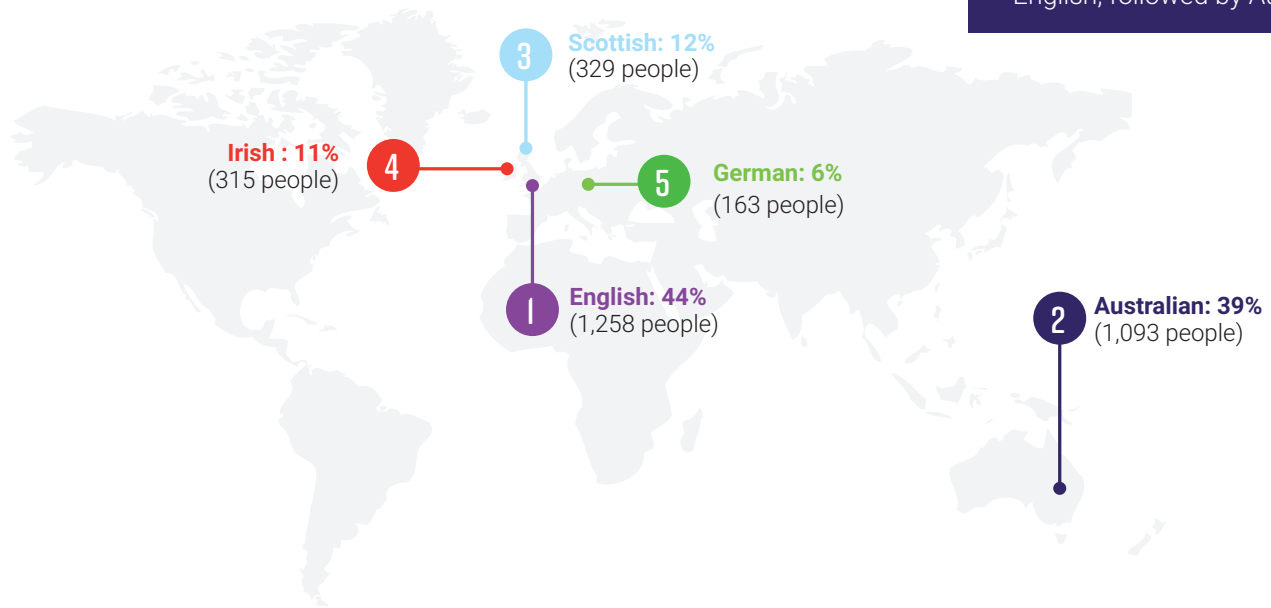 English, followed by
3
Scottish: 12%
(329 people)
4
Irish : 11%
(315 people)
5
German: 6%
(163 people)
1
English: 44%
(1,258 people)
2
Australian: 39%
(1,093 people)